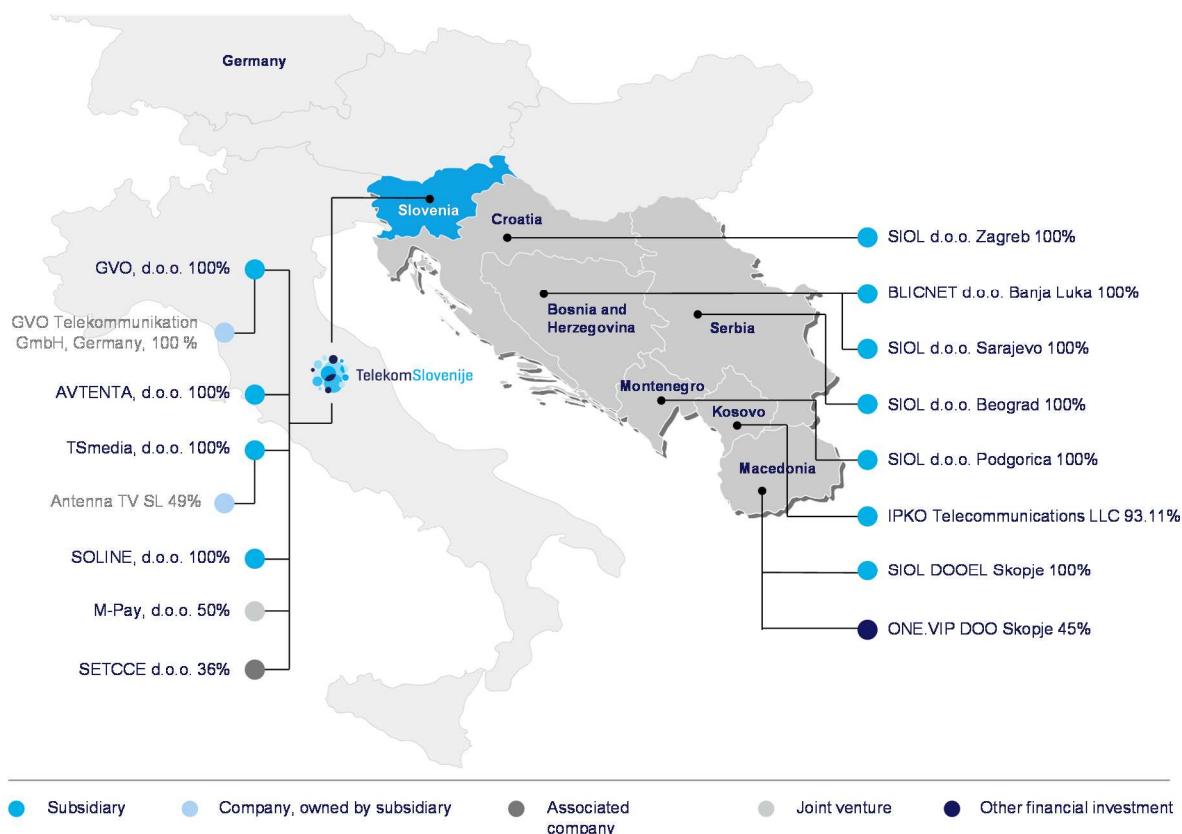 Germany
Slovenia
Croatia
Bosnia and
Herzegovina
Serbia
Montenegro
Kosovo
Macedonia
GVO, d.o.o. 100%
GVO Telekommunikation
GmbH, Germany, 100 %
AVTENTA, d.o.o. 100%
TSmedia, d.o.o. 100%
Antenna TV SL 49%
SOLINE, d.o.o. 100%
M-Pay, d.o.o. 50%
SETCCE d.o.o. 36%
TelekomSlovenije
SIOL d.o.o. Zagreb 100%
BLICNET d.o.o. Banja Luka 100%
SIOL d.o.o. Sarajevo 100%
SIOL d.o.o. Beograd 100%
SIOL d.o.o. Podgorica 100%
IPKO Telecommunications LLC 93.11%
SIOL DOOEL Skopje 100%
ONE.VIP DOO Skopje 45%
Subsidiary
Company, owned by subsidiary
Associated
company
Joint venture
Other financial investment